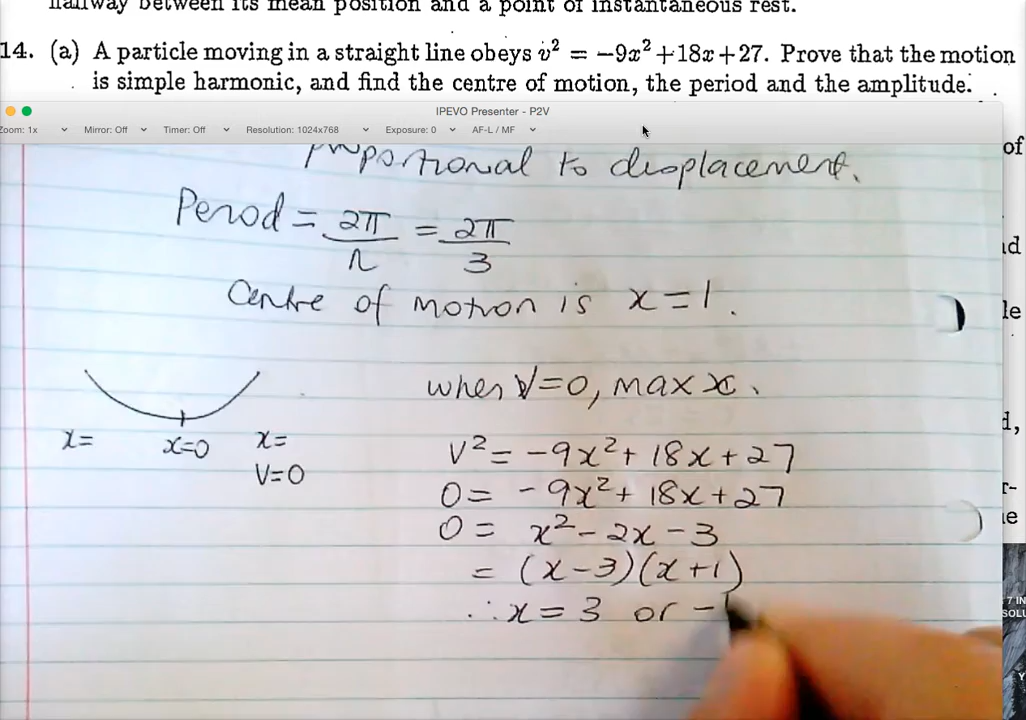 halfway between its mean position and a point of instantaneous rest.
14. (a) A particle moving in a straight line obeys v² = −9x² + 18x + 27. Prove that the motion
is simple harmonic, and find the centre of motion, the period and the amplitude.
IPEVO Presenter - P2V
Zoom: 1x Mirror: Off Timer: Off Resolution: 1024x768 Exposure: 0 AF-L / MF
of
proportional to displacement.
Period = 2π/n = 2π/3
Centre of motion is x = 1.
le
when V=0, max x.
x= x=0 x=
V=0
V² = -9x² + 18x + 27
0 = -9x² + 18x + 27
0 = x² - 2x - 3
= (x-3)(x+1)
∴ x = 3 or -